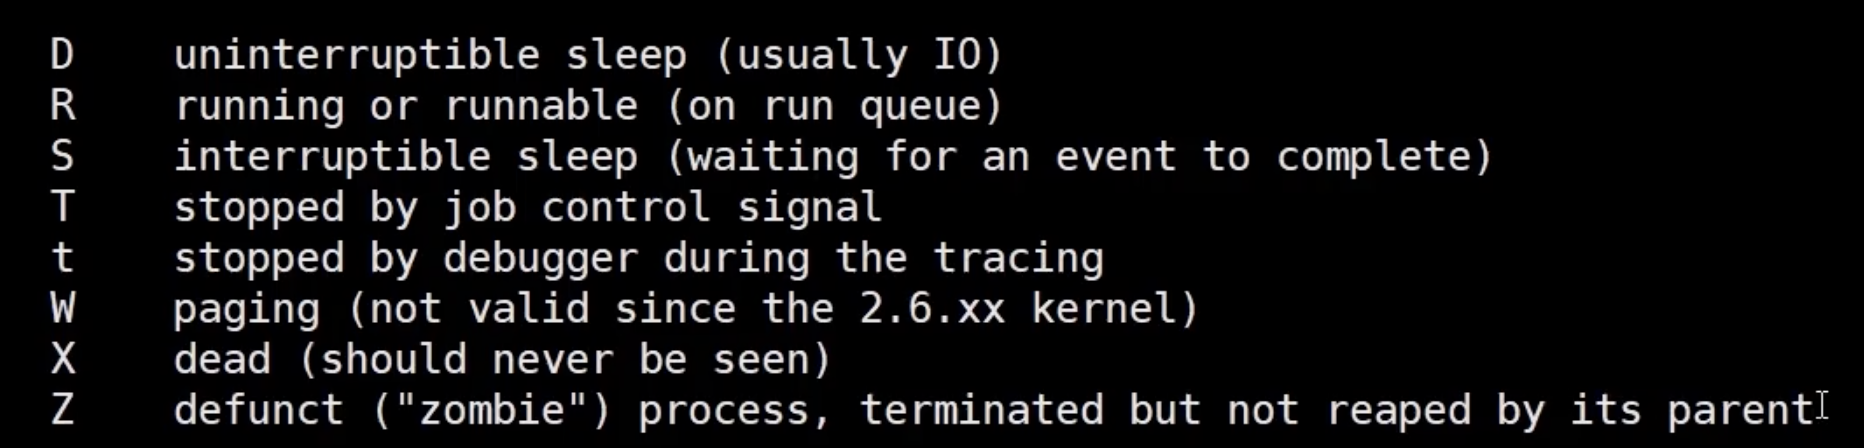 D    uninterruptible sleep (usually IO)
R    running or runnable (on run queue)
S    interruptible sleep (waiting for an event to complete)
T    stopped by job control signal
t    stopped by debugger during the tracing
W    paging (not valid since the 2.6.xx kernel)
X    dead (should never be seen)
Z    defunct ("zombie") process, terminated but not reaped by its parent